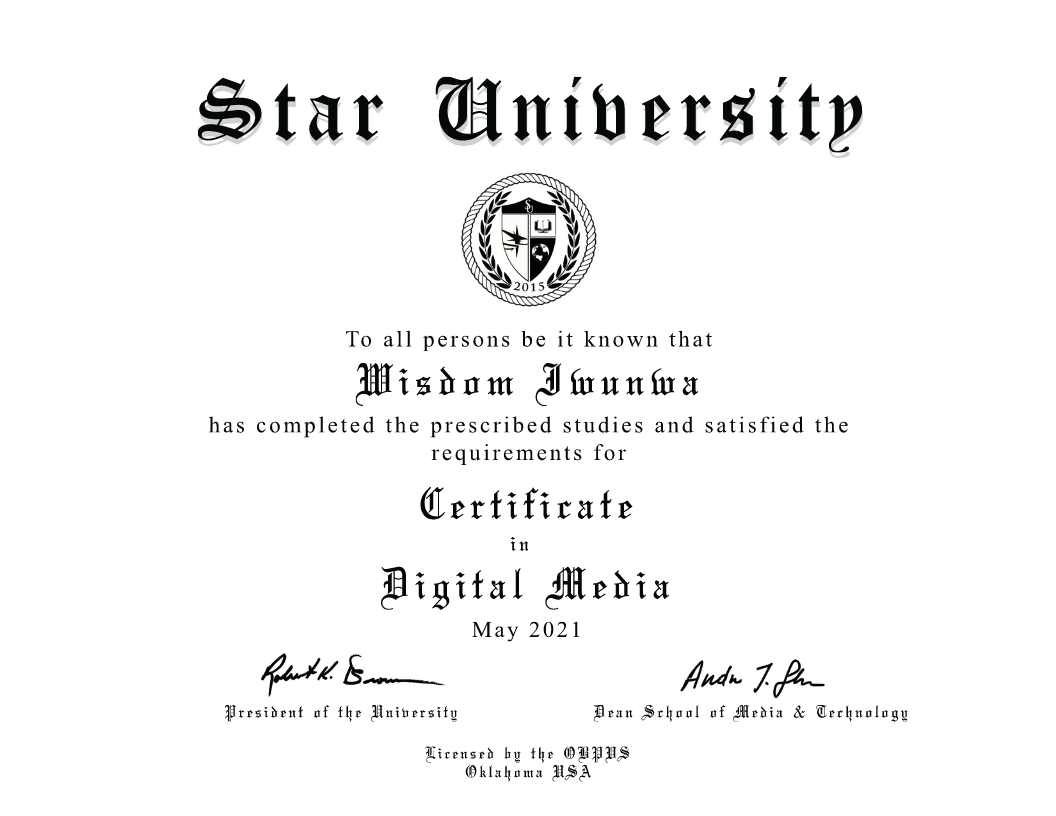 Star University
SU
2015
To all persons be it known that
Wisdom Iwunwa
has completed the prescribed studies and satisfied the
requirements for
Certificate
in
Digital Media
May 2021
Robert K. Brown
President of the University
Dean School of Media & Technology
Licensed by the OBPVS
Oklahoma USA